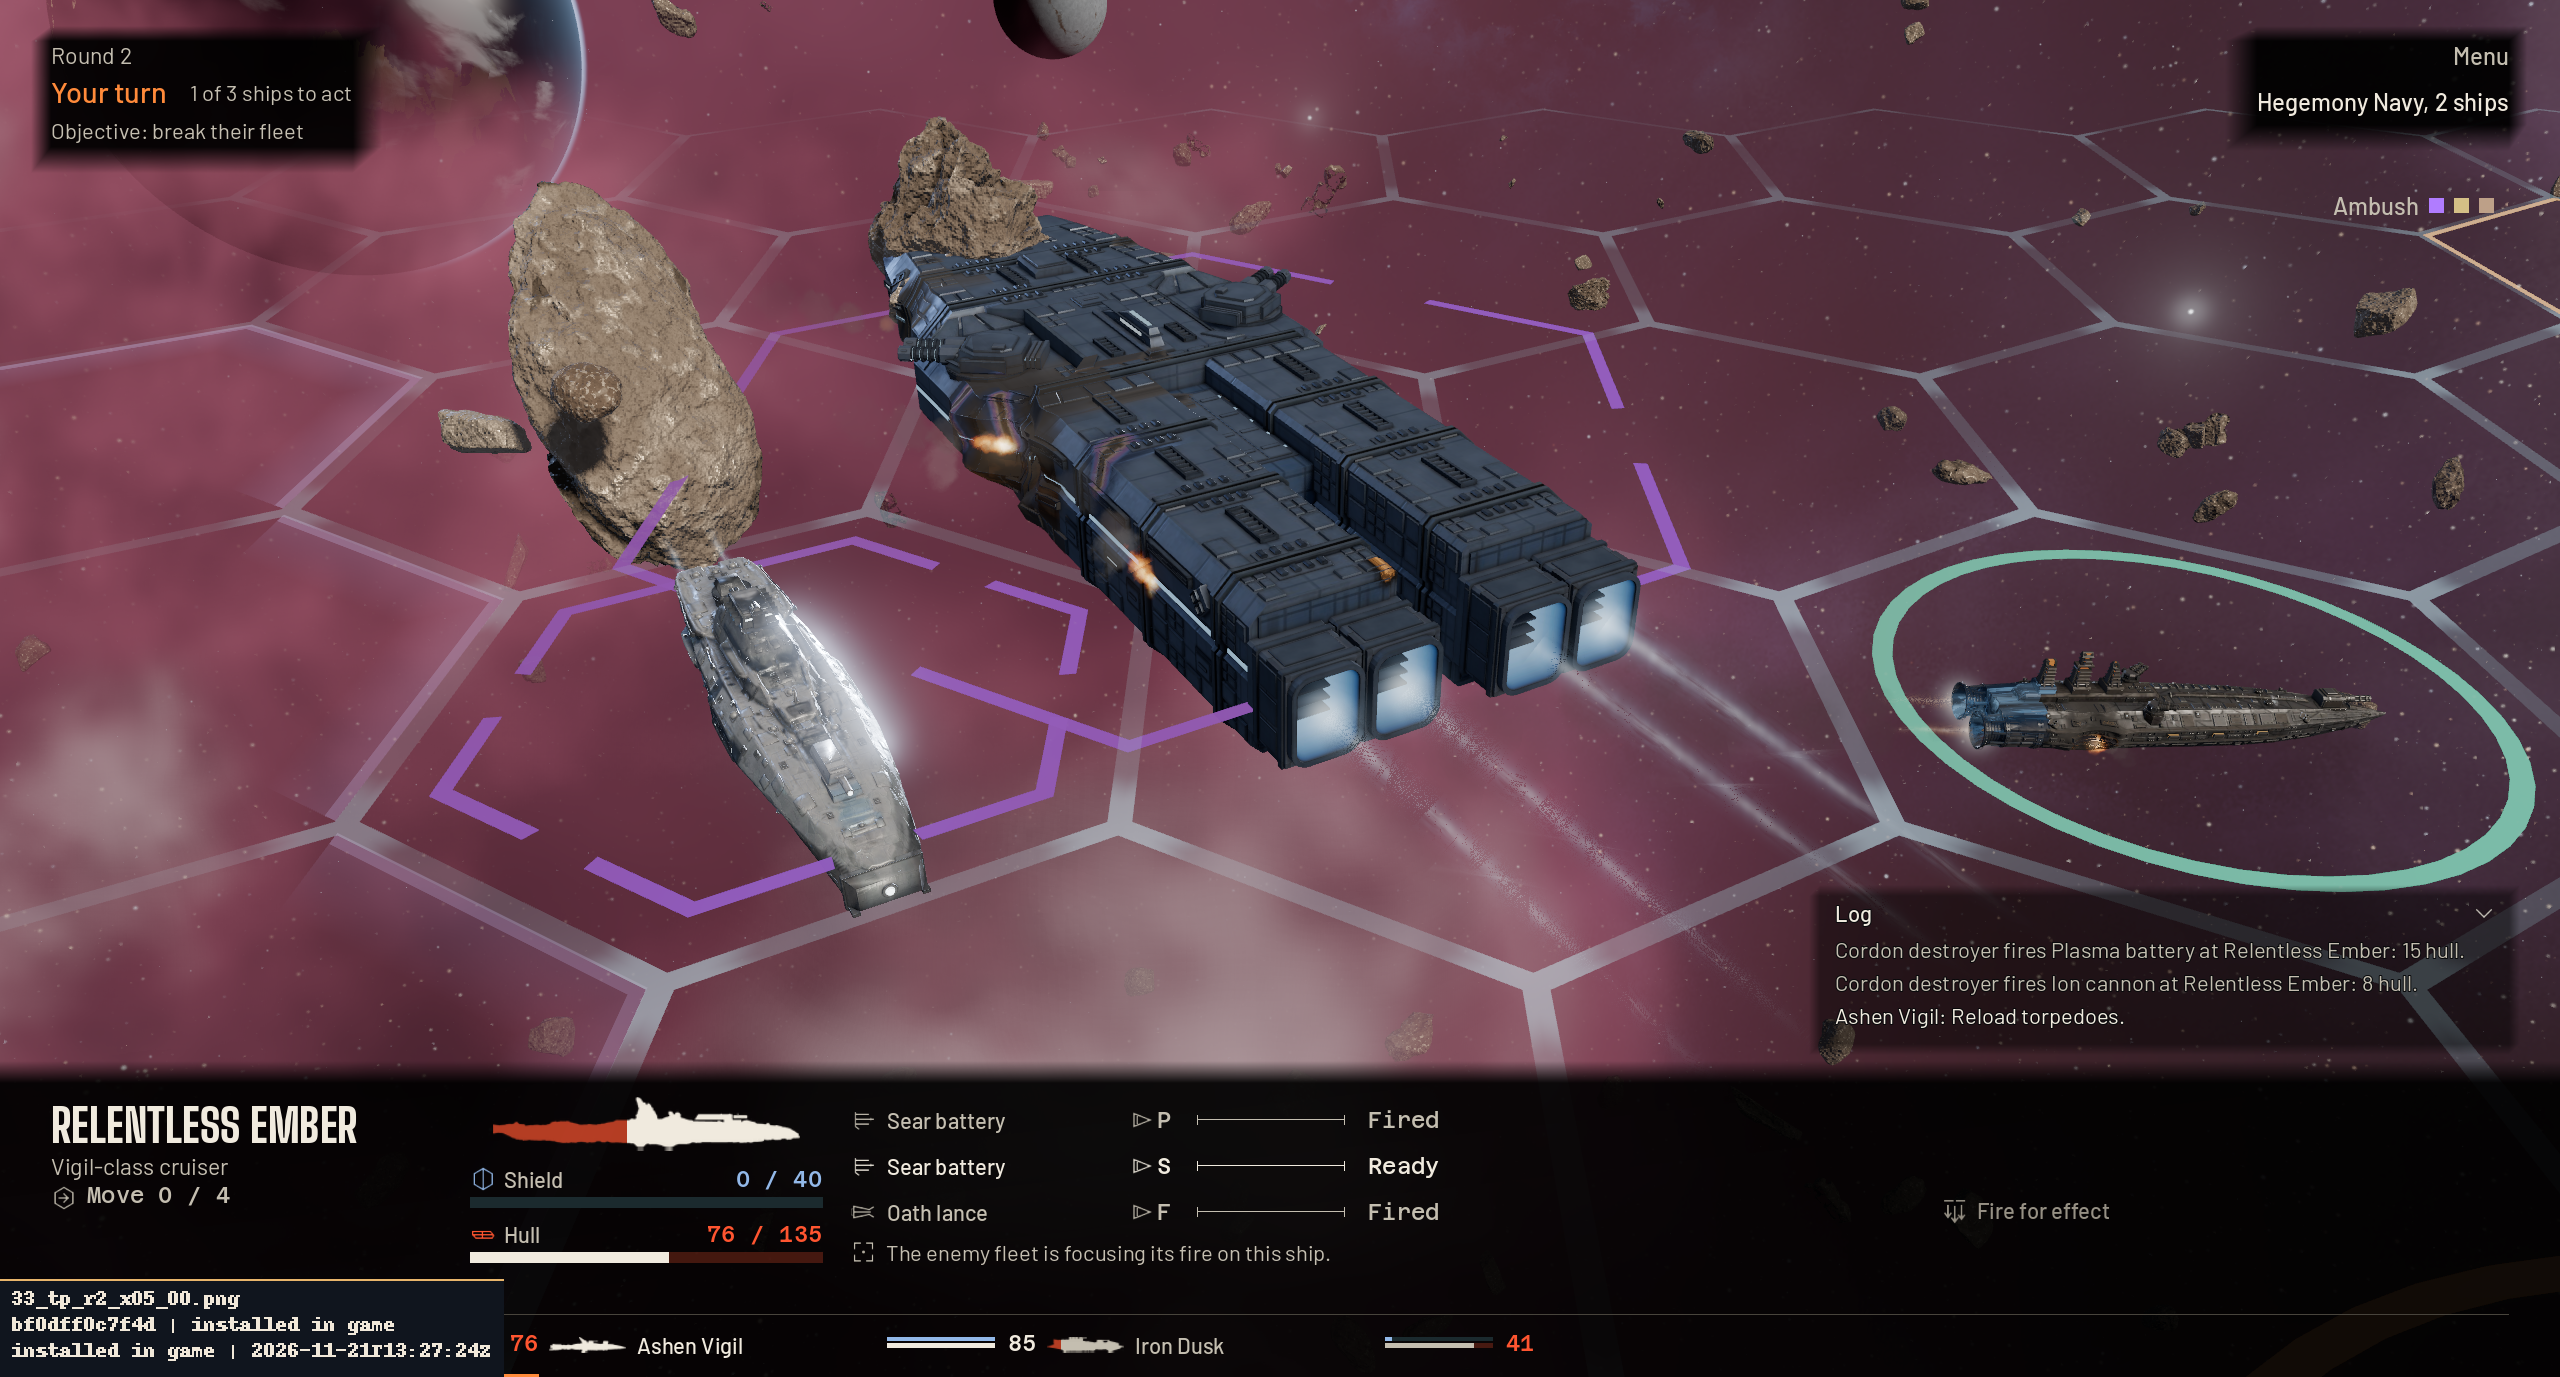 Round 2
Your turn 1 of 3 ships to act
Objective: break their fleet
Menu
Hegemony Navy, 2 ships
Ambush
Log
Cordon destroyer fires Plasma battery at Relentless Ember: 15 hull.
Cordon destroyer fires Ion cannon at Relentless Ember: 8 hull.
Ashen Vigil: Reload torpedoes.
RELENTLESS EMBER
Vigil-class cruiser
Move 0 / 4
Shield 0 / 40
Hull 76 / 135
Sear battery P Fired
Sear battery S Ready
Oath lance F Fired
The enemy fleet is focusing its fire on this ship.
Fire for effect
33_tp_r2_x05_00.png
bf0dff0c7f4d | installed in game
installed in game | 2026-11-21T13:27:24Z
76 Ashen Vigil 85 Iron Dusk 41